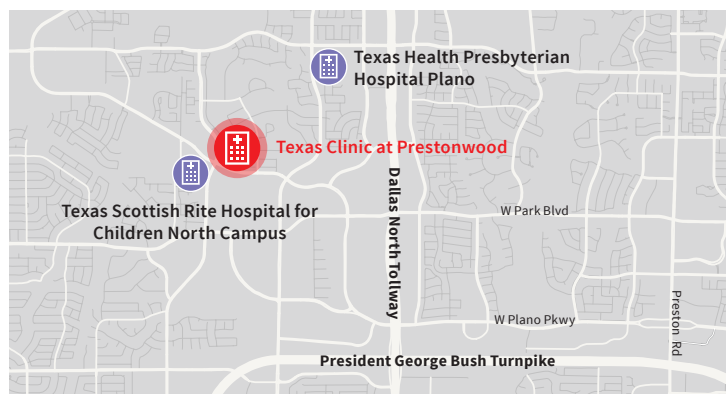 Texas Health Presbyterian
Hospital Plano
Texas Clinic at Prestonwood
Texas Scottish Rite Hospital for
Children North Campus
Dallas North Tollway
W Park Blvd
W Plano Pkwy
Preston Rd
President George Bush Turnpike